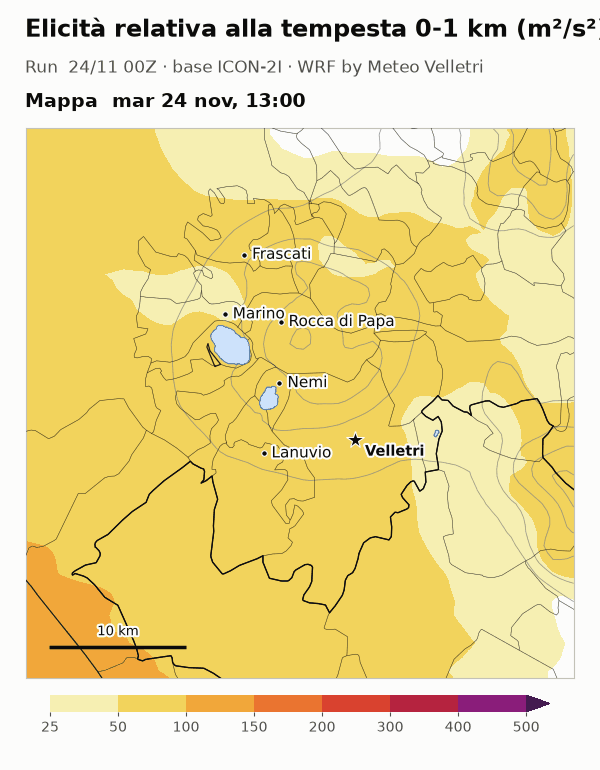 Elicità relativa alla tempesta 0-1 km (m²/s²)
Run 24/11 00Z · base ICON-2I · WRF by Meteo Velletri
Mappa mar 24 nov, 13:00
Frascati
Marino
Rocca di Papa
Nemi
Velletri
Lanuvio
10 km
25 50 100 150 200 300 400 500